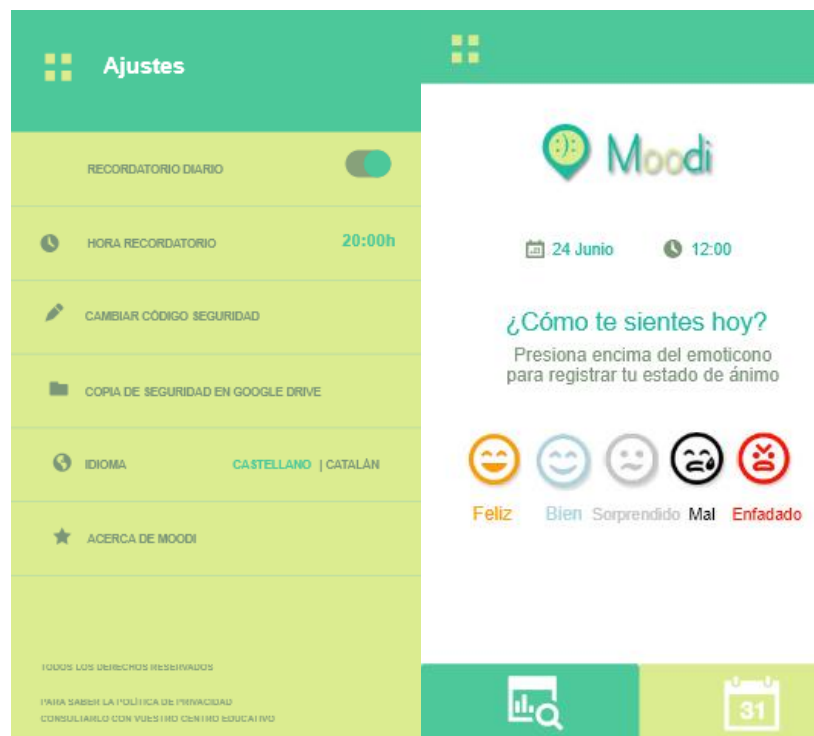 Ajustes
RECORDATORIO DIARIO
HORA RECORDATORIO 20:00h
CAMBIAR CÓDIGO SEGURIDAD
COPIA DE SEGURIDAD EN GOOGLE DRIVE
IDIOMA CASTELLANO | CATALÁN
ACERCA DE MOODI
TODOS LOS DERECHOS RESERVADOS
PARA SABER LA POLÍTICA DE PRIVACIDAD
CONSULTARLO CON VUESTRO CENTRO EDUCATIVO
Moodi
24 Junio 12:00
¿Cómo te sientes hoy?
Presiona encima del emoticono
para registrar tu estado de ánimo
Feliz Bien Sorprendido Mal Enfadado
31